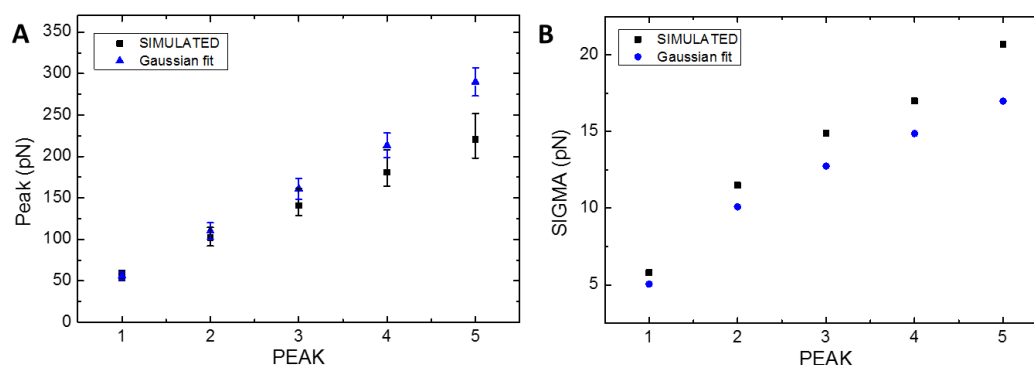 A
SIMULATED
Gaussian fit
Peak (pN)
350
300
250
200
150
100
50
0
1 2 3 4 5
PEAK
B
SIMULATED
Gaussian fit
SIGMA (pN)
20
15
10
5
1 2 3 4 5
PEAK